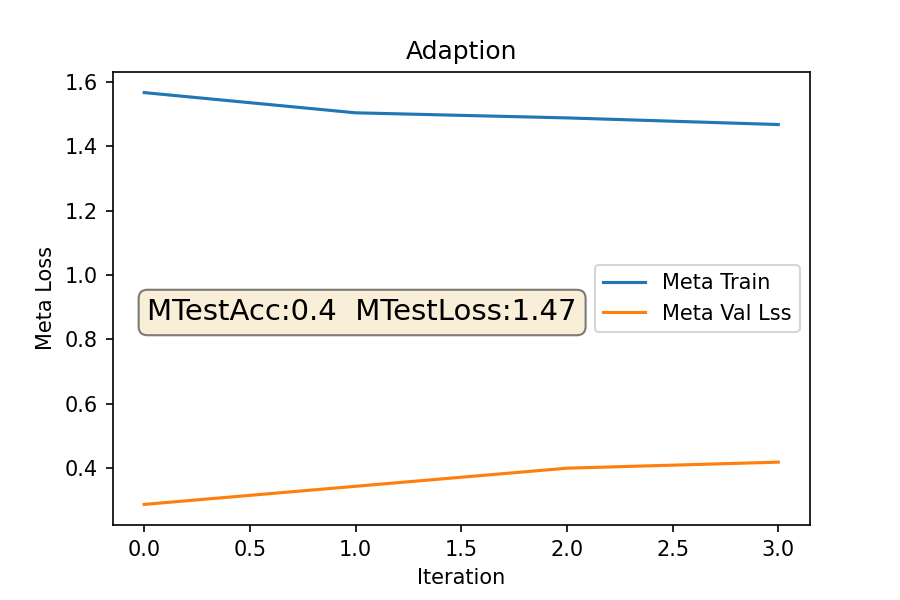 Adaption
1.6
1.4
1.2
1.0
0.8
0.6
0.4
Meta Loss
MTestAcc:0.4  MTestLoss:1.47
Meta Train
Meta Val Lss
0.0 0.5 1.0 1.5 2.0 2.5 3.0
Iteration